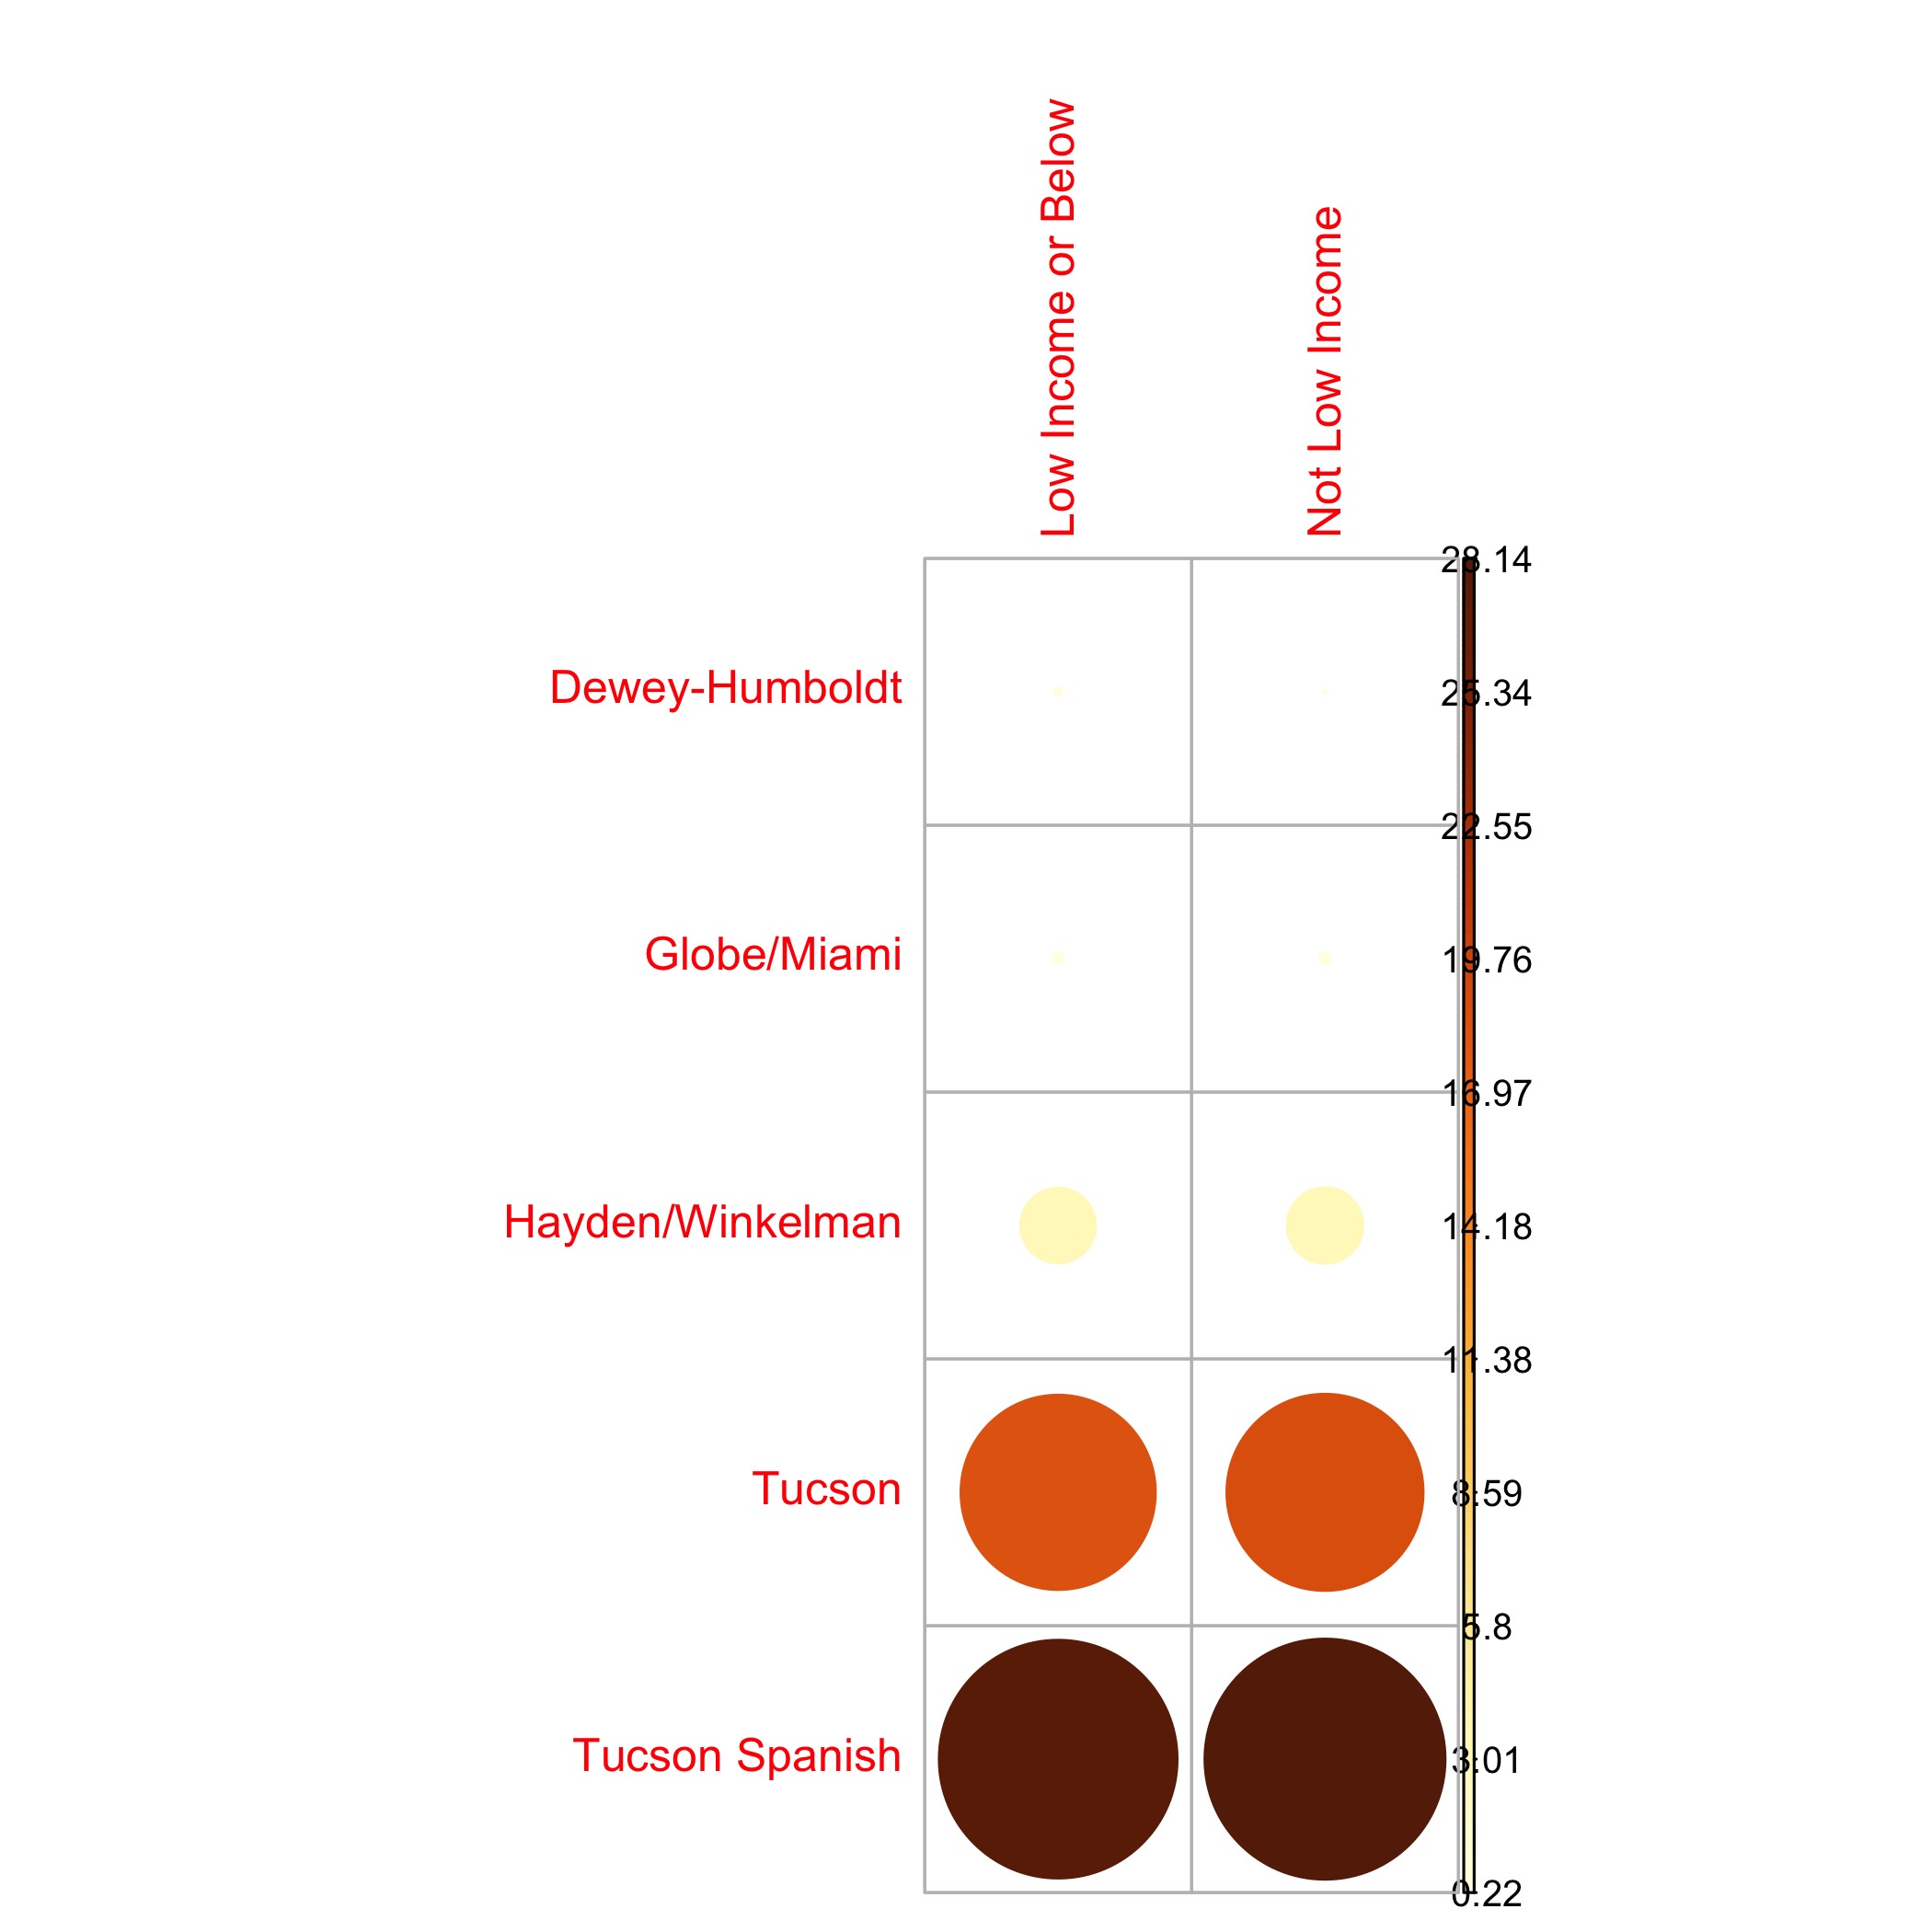 Low Income or Below
Not Low Income
28.14
Dewey-Humboldt
25.34
22.55
Globe/Miami
19.76
16.97
Hayden/Winkelman
14.18
11.38
Tucson
8.59
5.8
Tucson Spanish
3.01
0.22